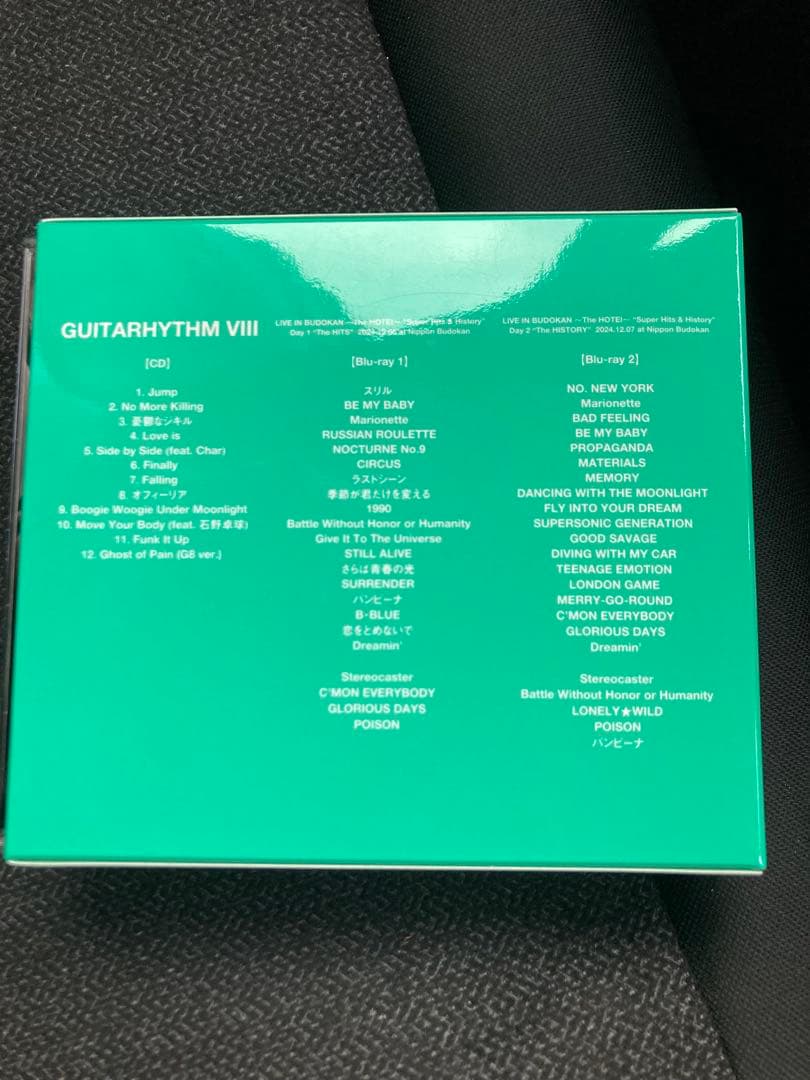 GUITARHYTHM VIII
[CD]
1. Jump
2. No More Killing
3. 憂鬱なジキル
4. Love is
5. Side by Side (feat. Char)
6. Finally
7. Falling
8. オフィーリア
9. Boogie Woogie Under Moonlight
10. Move Your Body (feat. 石野卓球)
11. Funk It Up
12. Ghost of Pain (G8 ver.)
LIVE IN BUDOKAN ～The HOTEI～ "Super Hits & History"
Day 1 "The HITS" at Nippon Budokan
[Blu-ray 1]
スリル
BE MY BABY
Marionette
RUSSIAN ROULETTE
NOCTURNE No.9
CIRCUS
ラストシーン
季節が君だけを変える
1990
Battle Without Honor or Humanity
Give It To The Universe
STILL ALIVE
さらば青春の光
SURRENDER
バンビーナ
B・BLUE
恋をとめないで
Dreamin'
Stereocaster
C'MON EVERYBODY
GLORIOUS DAYS
POISON
LIVE IN BUDOKAN ～The HOTEI～ "Super Hits & History"
Day 2 "The HISTORY" 2024.12.07 at Nippon Budokan
[Blu-ray 2]
NO. NEW YORK
Marionette
BAD FEELING
BE MY BABY
PROPAGANDA
MATERIALS
MEMORY
DANCING WITH THE MOONLIGHT
FLY INTO YOUR DREAM
SUPERSONIC GENERATION
GOOD SAVAGE
DIVING WITH MY CAR
TEENAGE EMOTION
LONDON GAME
MERRY-GO-ROUND
C'MON EVERYBODY
GLORIOUS DAYS
Dreamin'
Stereocaster
Battle Without Honor or Humanity
LONELY★WILD
POISON
バンビーナ